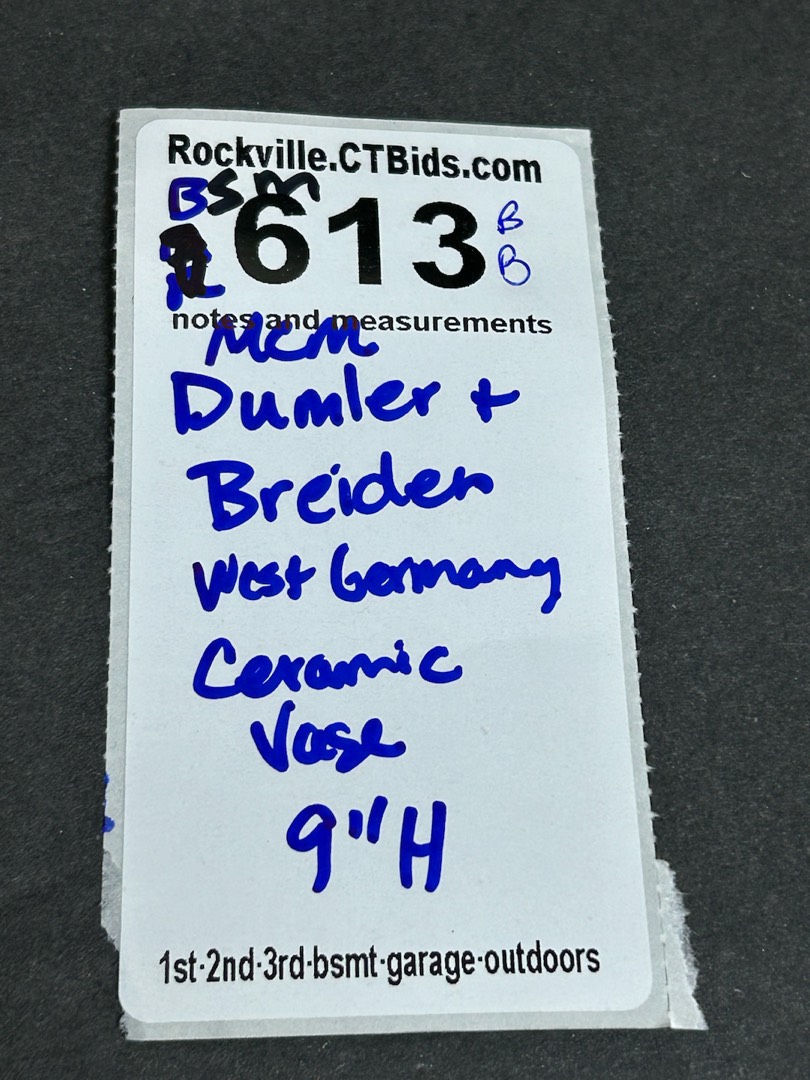 Rockville.CTBids.com
BSM
613 B
B
notes and measurements
MCM
Dumler +
Breiden
West Germany
Ceramic
Vase
9"H
1st·2nd·3rd·bsmt·garage·outdoors